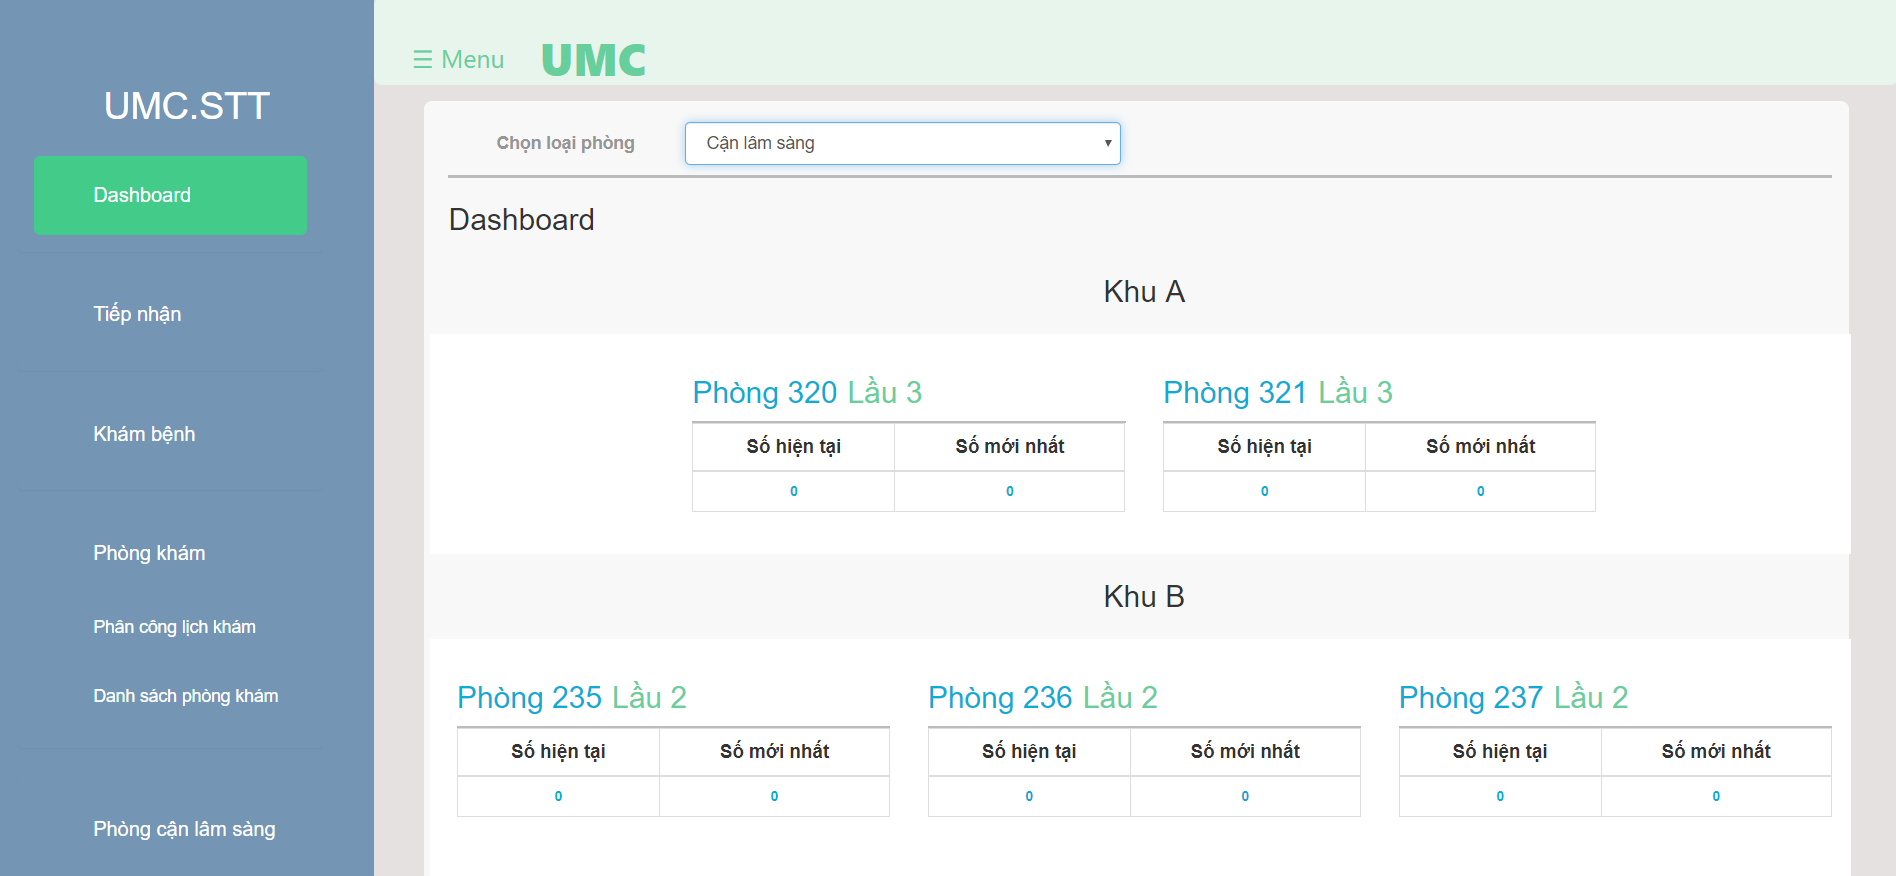 UMC.STT
Dashboard
Tiếp nhận
Khám bệnh
Phòng khám
Phân công lịch khám
Danh sách phòng khám
Phòng cận lâm sàng
☰ Menu UMC
Chọn loại phòng Cận lâm sàng
Dashboard
Khu A
Phòng 320 Lầu 3 Phòng 321 Lầu 3
Số hiện tại Số mới nhất Số hiện tại Số mới nhất
0 0 0 0
Khu B
Phòng 235 Lầu 2 Phòng 236 Lầu 2 Phòng 237 Lầu 2
Số hiện tại Số mới nhất Số hiện tại Số mới nhất Số hiện tại Số mới nhất
0 0 0 0 0 0